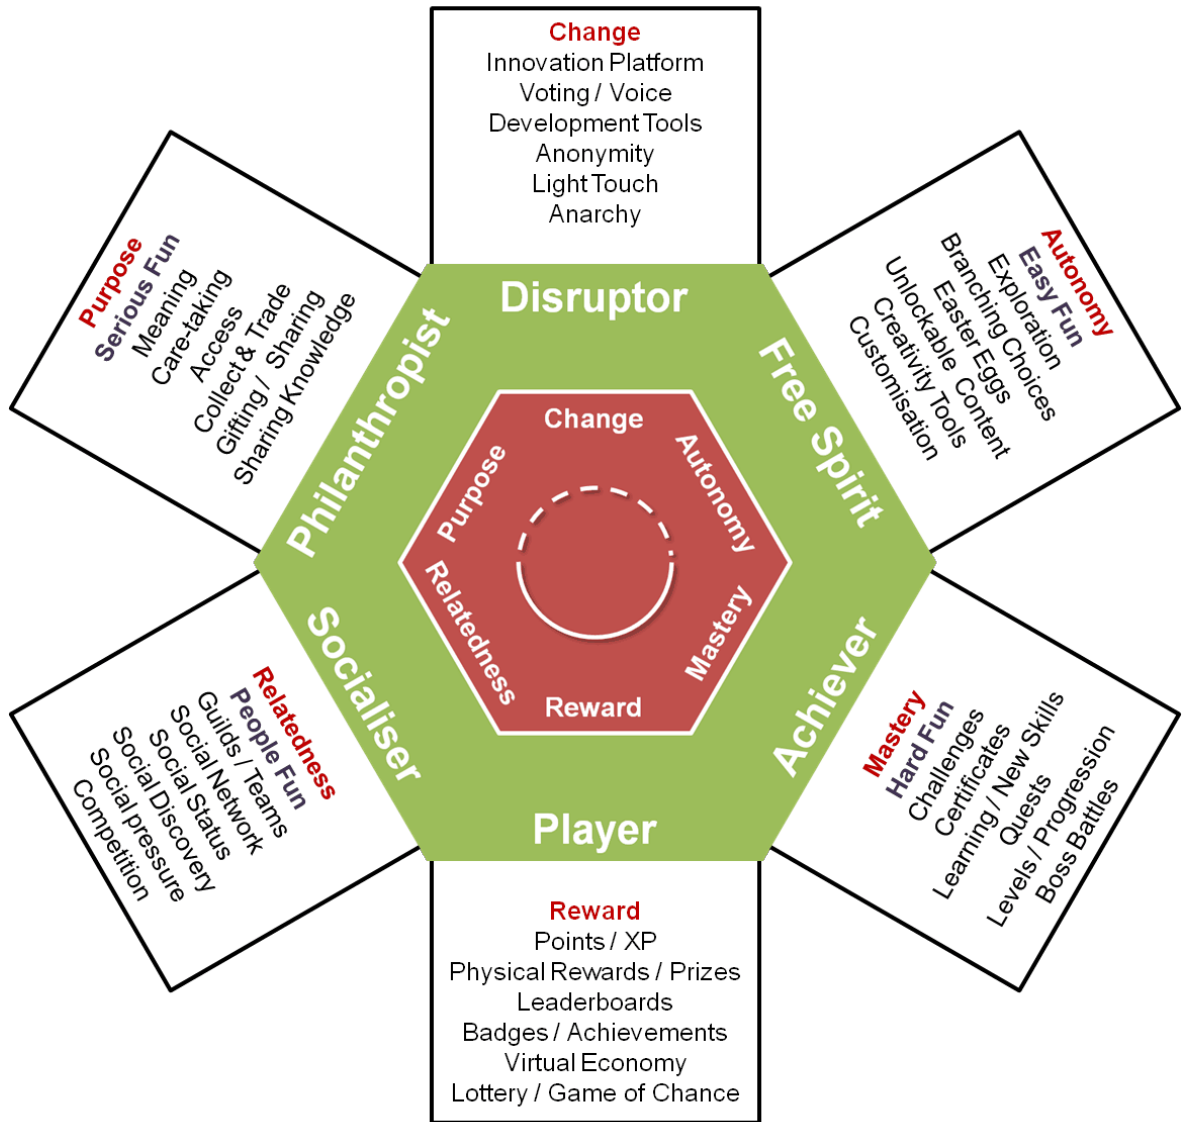 Change
Innovation Platform
Voting / Voice
Development Tools
Anonymity
Light Touch
Anarchy
Purpose
Serious Fun
Meaning
Care-taking
Access
Collect & Trade
Gifting / Sharing
Sharing Knowledge
Autonomy
Easy Fun
Exploration
Branching Choices
Easter Eggs
Unlockable Content
Creativity Tools
Customisation
Disruptor
Philanthropist
Free Spirit
Change
Purpose
Autonomy
Relatedness
Mastery
Reward
Socialiser
Achiever
Player
Relatedness
People Fun
Guilds / Teams
Social Network
Social Status
Social Discovery
Social pressure
Competition
Mastery
Hard Fun
Challenges
Certificates
Learning / New Skills
Quests
Levels / Progression
Boss Battles
Reward
Points / XP
Physical Rewards / Prizes
Leaderboards
Badges / Achievements
Virtual Economy
Lottery / Game of Chance